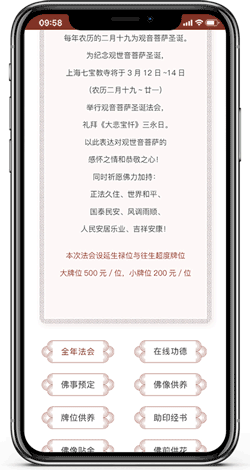 09:58
每年农历的二月十九为观音菩萨圣诞。
为纪念观世音菩萨圣诞,
上海七宝教寺将于 3 月 12 日 ~14 日
（农历二月十九 ~ 廿一）
举行观音菩萨圣诞法会,
礼拜《大悲宝忏》三永日。
以此表达对观世音菩萨的
感怀之情和恭敬之心！
同时祈愿佛力加持：
正法久住、世界和平、
国泰民安、风调雨顺、
人民安居乐业、吉祥安康！
本次法会设延生禄位与往生超度牌位
大牌位 500 元 / 位，小牌位 200 元 / 位
全年法会 在线功德
佛事预定 佛像供养
牌位供养 助印经书
佛像贴金 佛前供花